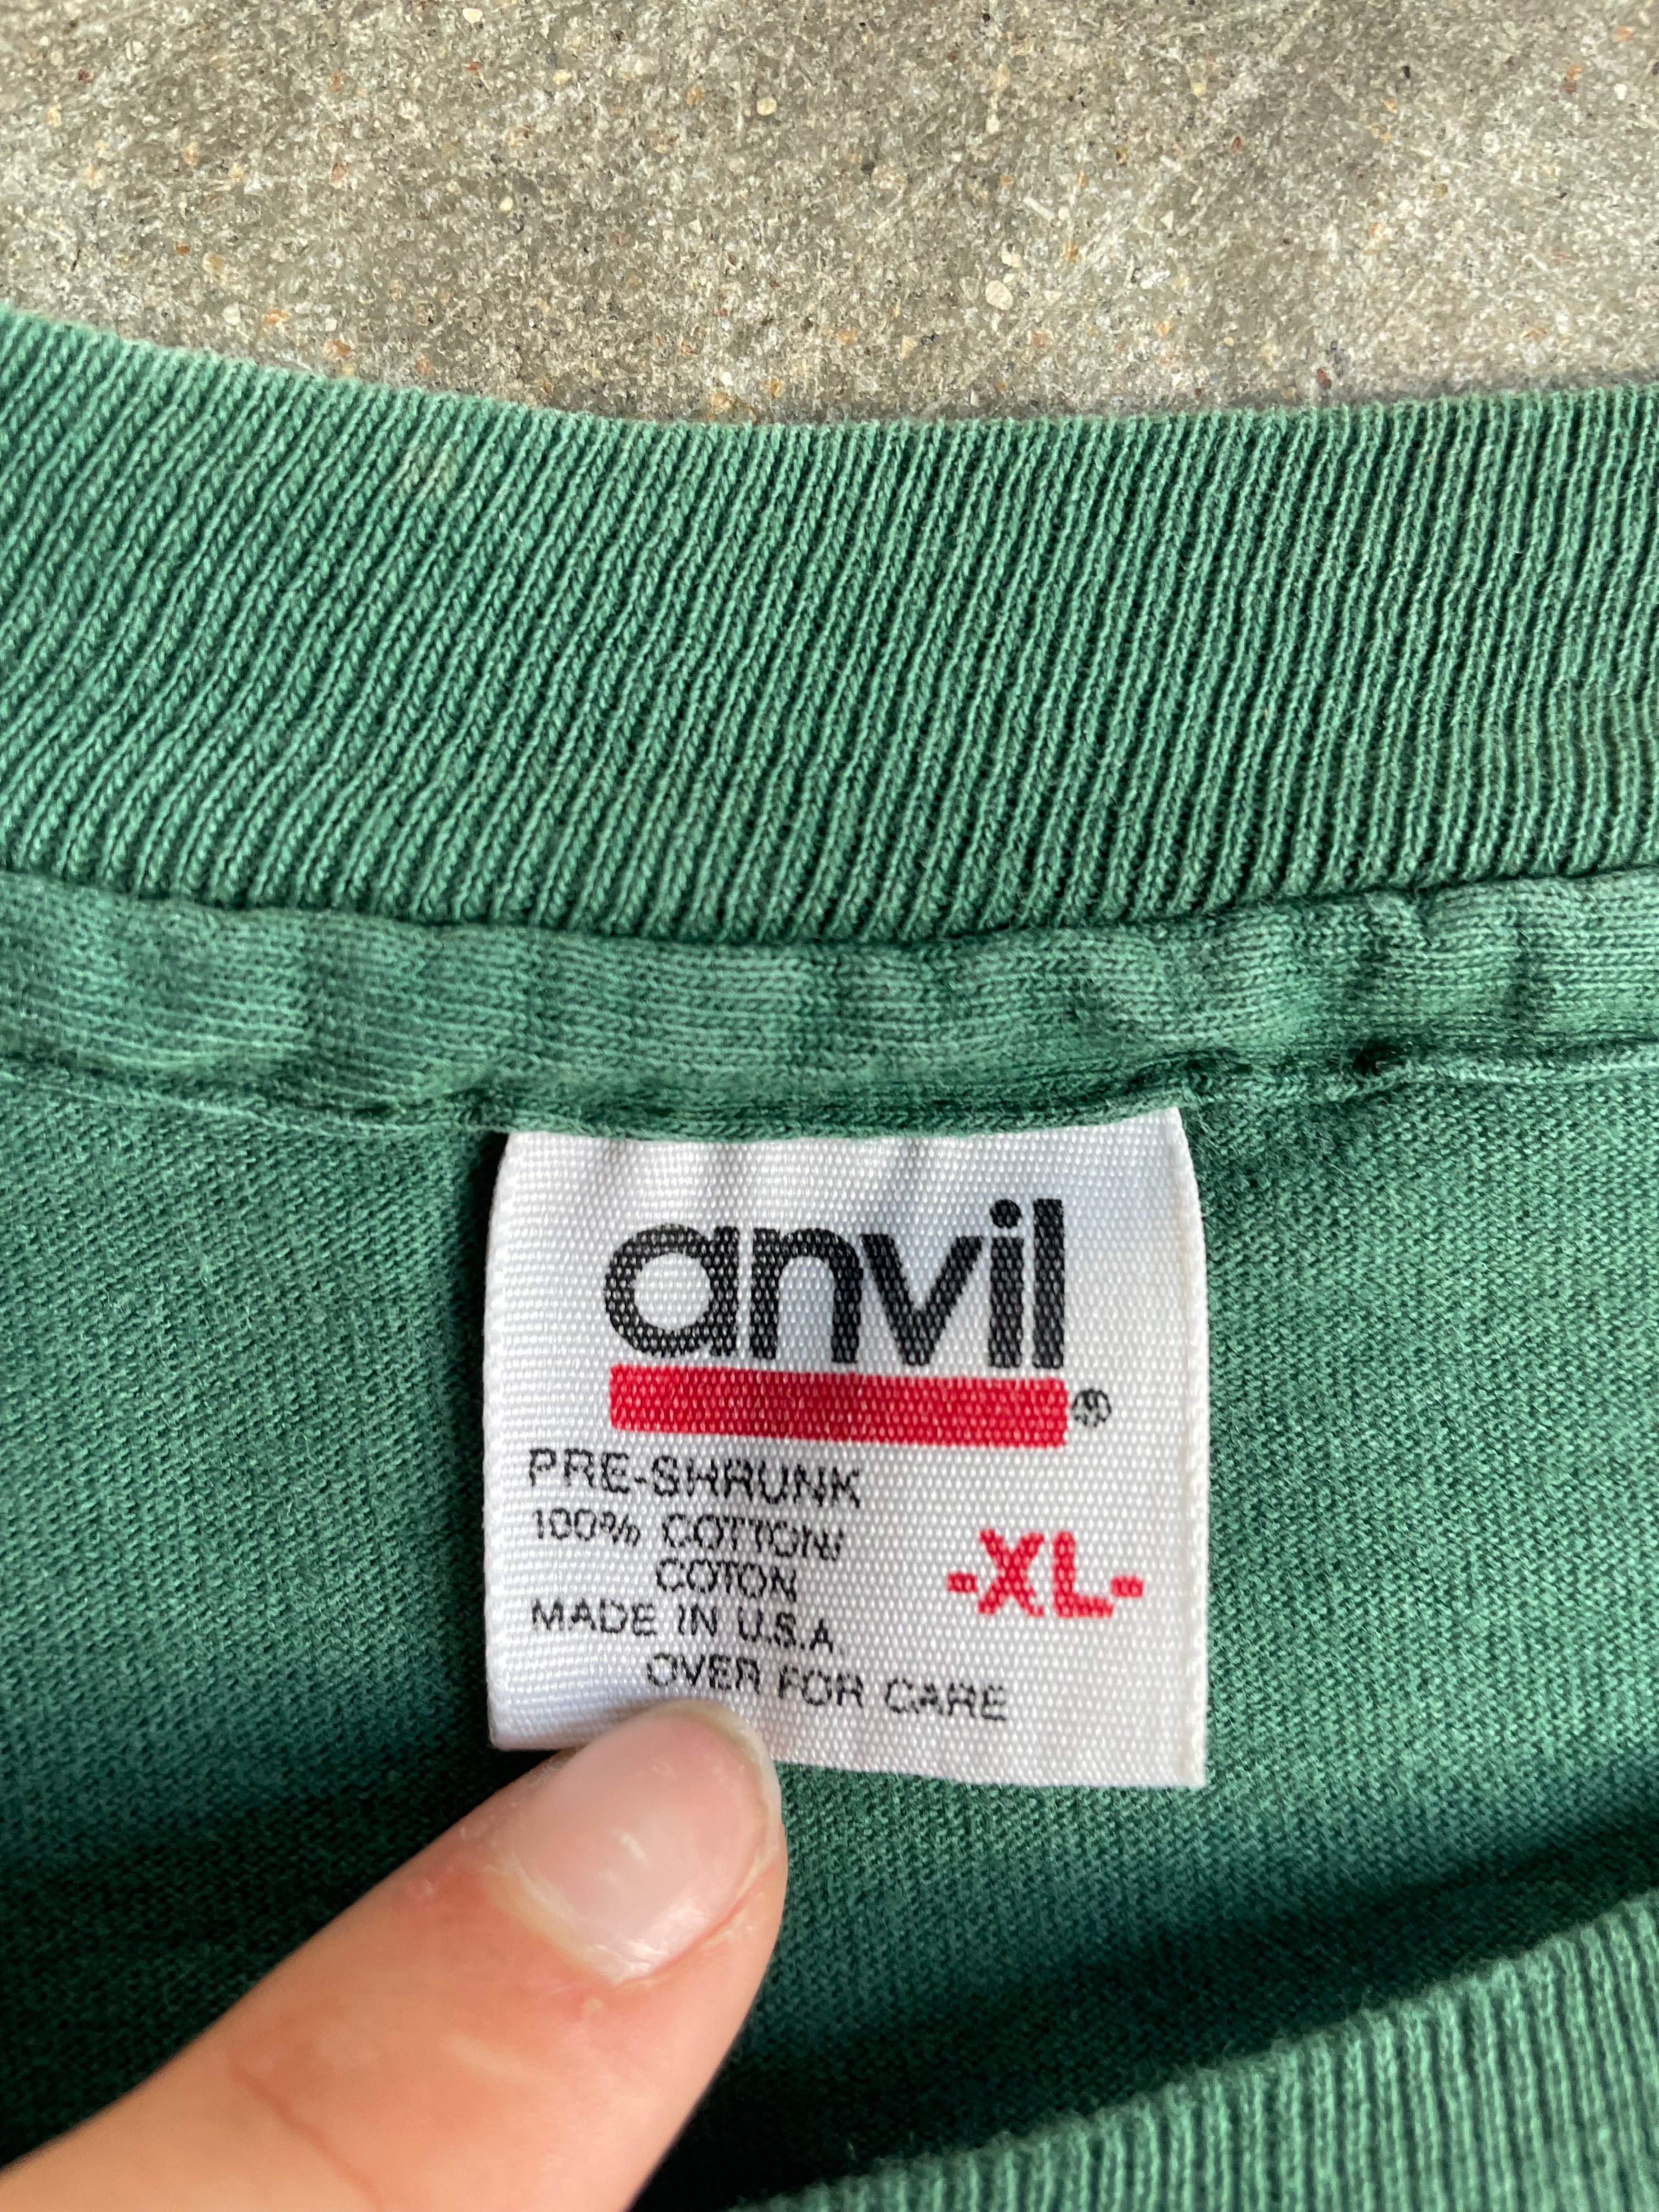 anvil®
PRE-SHRUNK
100% COTTON/
COTON
-XL-
MADE IN U.S.A.
OVER FOR CARE